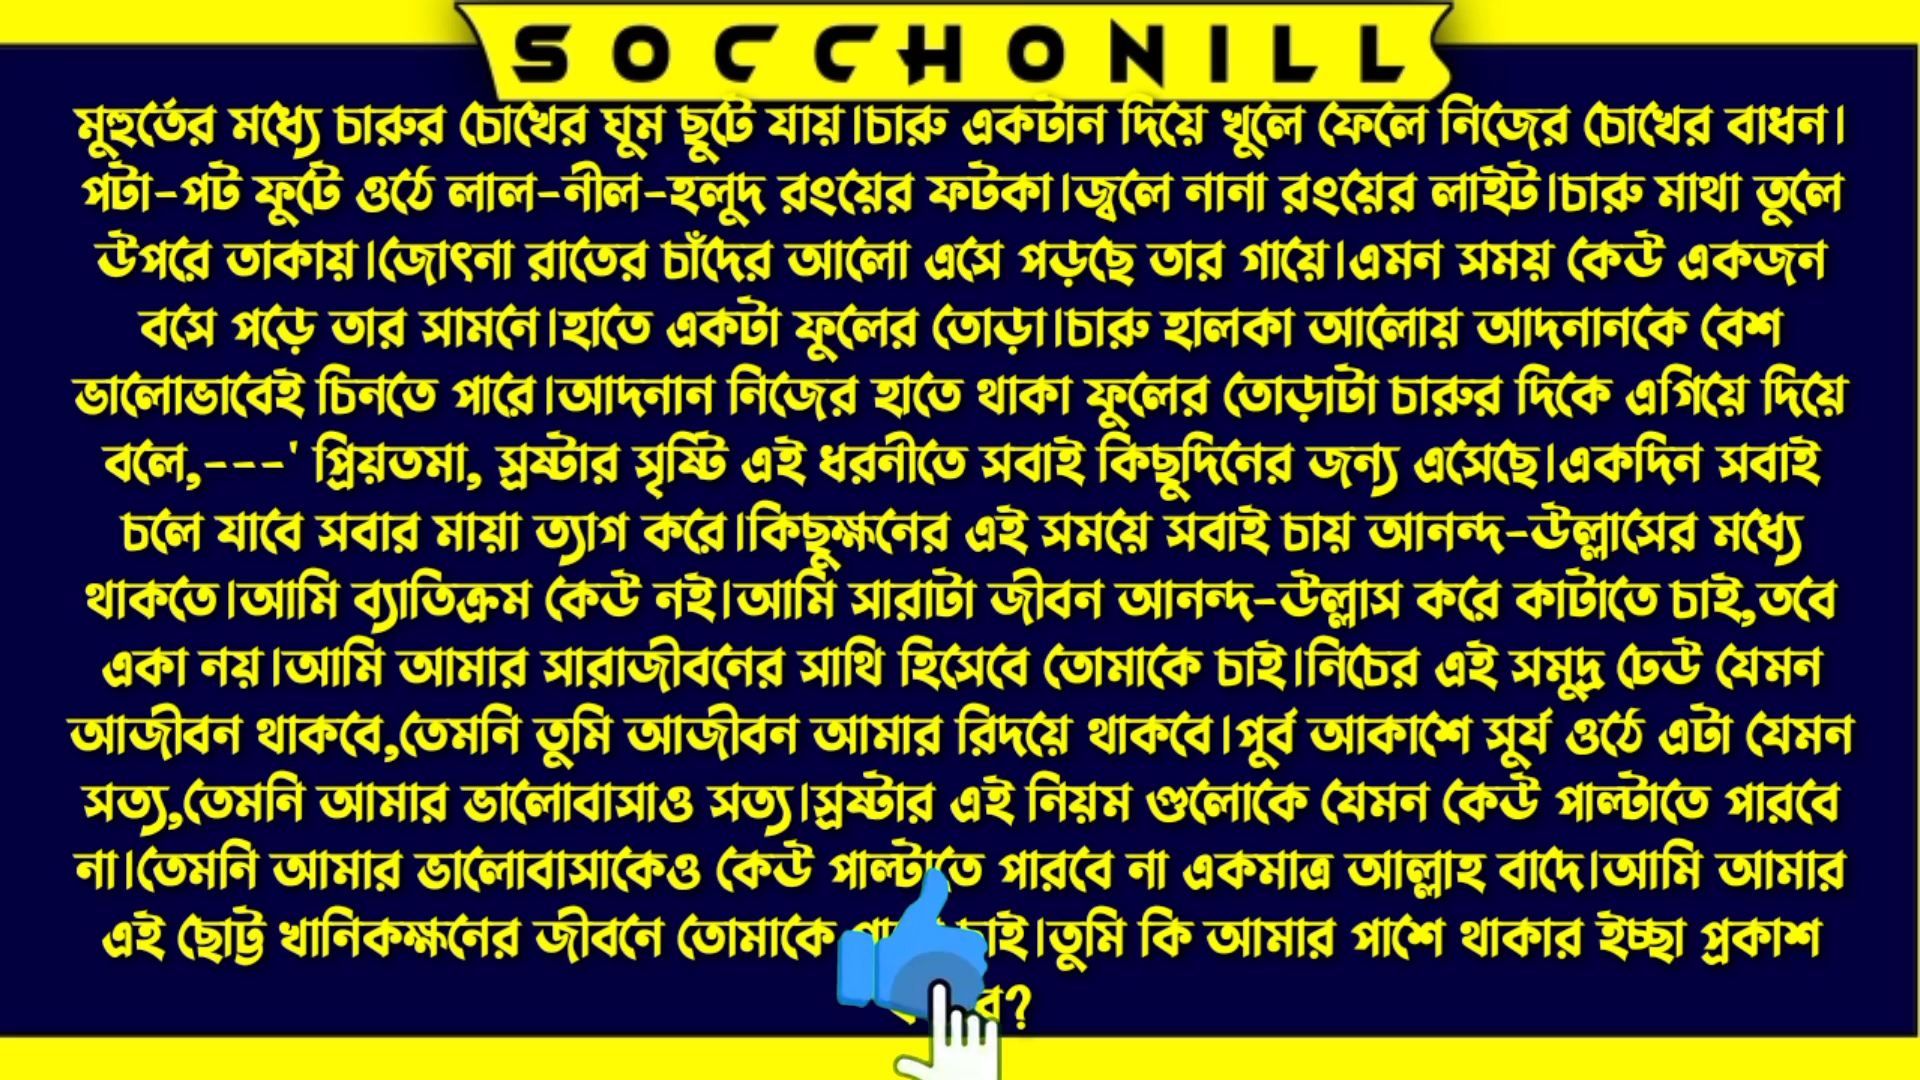 SOCCHONILL
মুহুর্তের মধ্যে চারুর চোখের ঘুম ছুটে যায়।চারু একটান দিয়ে খুলে ফেলে নিজের চোখের বাধন।
পটা-পট ফুটে ওঠে লাল-নীল-হলুদ রংয়ের ফটকা।জ্বলে নানা রংয়ের লাইট।চারু মাথা তুলে
উপরে তাকায়।জোৎনা রাতের চাঁদের আলো এসে পড়ছে তার গায়ে।এমন সময় কেউ একজন
বসে পড়ে তার সামনে।হাতে একটা ফুলের তোড়া।চারু হালকা আলোয় আদনানকে বেশ
ভালোভাবেই চিনতে পারে।আদনান নিজের হাতে থাকা ফুলের তোড়াটা চারুর দিকে এগিয়ে দিয়ে
বলে,---' প্রিয়তমা, স্রষ্টার সৃষ্টি এই ধরনীতে সবাই কিছুদিনের জন্য এসেছে।একদিন সবাই
চলে যাবে সবার মায়া ত্যাগ করে।কিছুক্ষনের এই সময়ে সবাই চায় আনন্দ-উল্লাসের মধ্যে
থাকতে।আমি ব্যাতিক্রম কেউ নই।আমি সারাটা জীবন আনন্দ-উল্লাস করে কাটাতে চাই,তবে
একা নয়।আমি আমার সারাজীবনের সাথি হিসেবে তোমাকে চাই।নিচের এই সমুদ্র ঢেউ যেমন
আজীবন থাকবে,তেমনি তুমি আজীবন আমার রিদয়ে থাকবে।পুর্ব আকাশে সুর্য ওঠে এটা যেমন
সত্য,তেমনি আমার ভালোবাসাও সত্য।স্রষ্টার এই নিয়ম গুলোকে যেমন কেউ পাল্টাতে পারবে
না।তেমনি আমার ভালোবাসাকেও কেউ পাল্টাতে পারবে না একমাত্র আল্লাহ বাদে।আমি আমার
এই ছোট্ট খানিকক্ষনের জীবনে তোমাকে চাই।তুমি কি আমার পাশে থাকার ইচ্ছা প্রকাশ